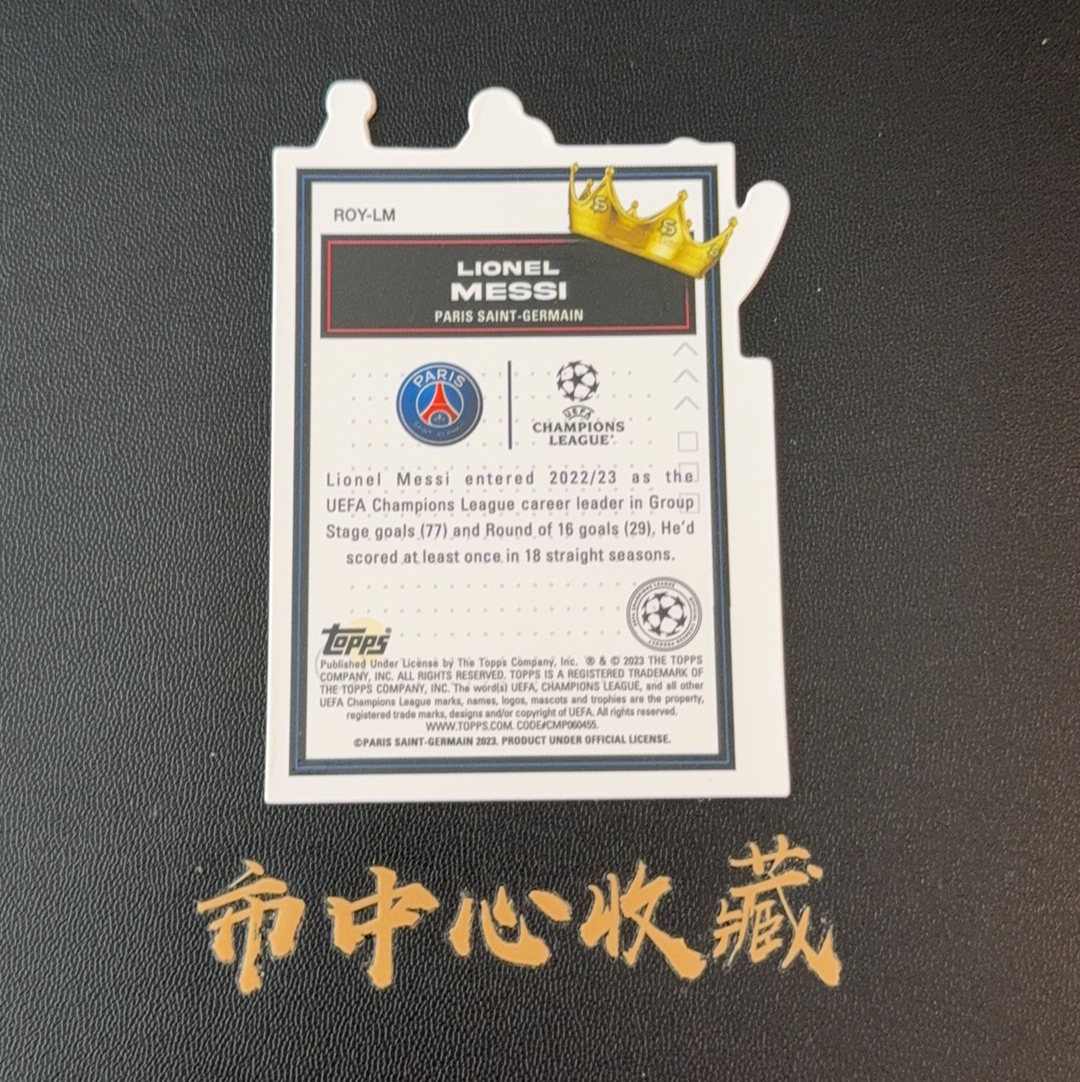 ROY-LM
LIONEL
MESSI
PARIS SAINT-GERMAIN
PARIS
UEFA
CHAMPIONS
LEAGUE
Lionel Messi entered 2022/23 as the
UEFA Champions League career leader in Group
Stage goals (77) and Round of 16 goals (29). He'd
scored at least once in 18 straight seasons.
topps®
Published Under License by The Topps Company, Inc. ® & © 2023 THE TOPPS
COMPANY, INC. ALL RIGHTS RESERVED. TOPPS IS A REGISTERED TRADEMARK OF
THE TOPPS COMPANY, INC. The word(s) UEFA, CHAMPIONS LEAGUE, and all other
UEFA Champions League marks, names, logos, mascots and trophies are the property,
registered trade marks, designs and/or copyright of UEFA. All rights reserved.
WWW.TOPPS.COM. CODE#CMP060455.
©PARIS SAINT-GERMAIN 2023. PRODUCT UNDER OFFICIAL LICENSE.
市中心收藏